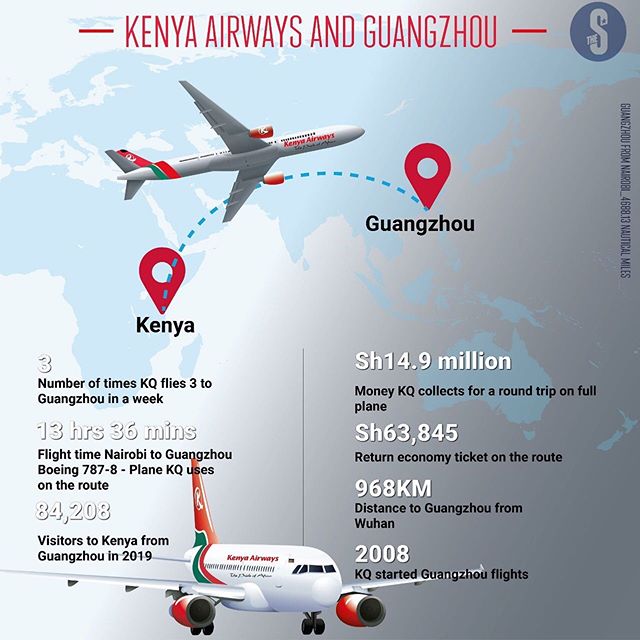 KENYA AIRWAYS AND GUANGZHOU
THE S
GUANGZHOU FROM NAIROBI... 4688.13 NAUTICAL MILES
Kenya Airways
The Pride of Africa
Guangzhou
Kenya
3
Number of times KQ flies 3 to
Guangzhou in a week
13 hrs 36 mins
Flight time Nairobi to Guangzhou
Boeing 787-8 - Plane KQ uses
on the route
84,208
Visitors to Kenya from
Guangzhou in 2019
Sh14.9 million
Money KQ collects for a round trip on full
plane
Sh63,845
Return economy ticket on the route
968KM
Distance to Guangzhou from
Wuhan
2008
KQ started Guangzhou flights
Kenya Airways
The Pride of Africa